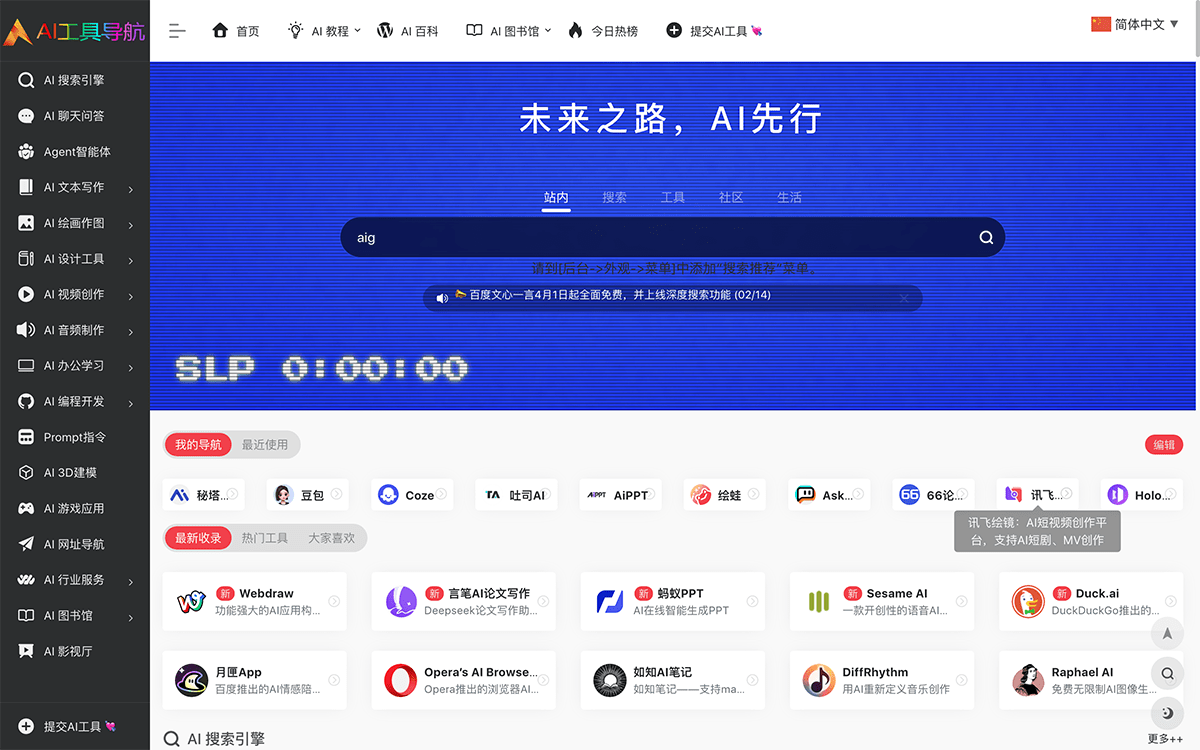 AI工具导航
首页
AI 教程
AI 百科
AI 图书馆
今日热榜
提交AI工具
简体中文
AI 搜索引擎
AI 聊天问答
Agent智能体
AI 文本写作
AI 绘画作图
AI 设计工具
AI 视频创作
AI 音频制作
AI 办公学习
AI 编程开发
Prompt指令
AI 3D建模
AI 游戏应用
AI 网址导航
AI 行业服务
AI 图书馆
AI 影视厅
提交AI工具
未来之路，AI先行
站内 搜索 工具 社区 生活
aig
请到[后台->外观->菜单]中添加“搜索推荐”菜单。
百度文心一言4月1日起全面免费，并上线深度搜索功能 (02/14)
SLP 0:00:00
我的导航 最近使用
编辑
秘塔...
豆包
Coze
TA 吐司AI
AiPPT AiPPT
绘蛙
Ask...
66 66论...
讯飞...
Holo...
讯飞绘镜：AI短视频创作平
台，支持AI短剧、MV创作
最新收录 热门工具 大家喜欢
新 Webdraw
功能强大的AI应用构...
新 言笔AI论文写作
Deepseek论文写作助...
新 蚂蚁PPT
AI在线智能生成PPT
新 Sesame AI
一款开创性的语音AI...
新 Duck.ai
DuckDuckGo推出的...
月匣App
百度推出的AI情感陪...
Opera's AI Browse...
Opera推出的浏览器AI...
如知AI笔记
如知笔记——支持ma...
DiffRhythm
用AI重新定义音乐创作
Raphael AI
免费无限制AI图像生...
AI 搜索引擎
更多++